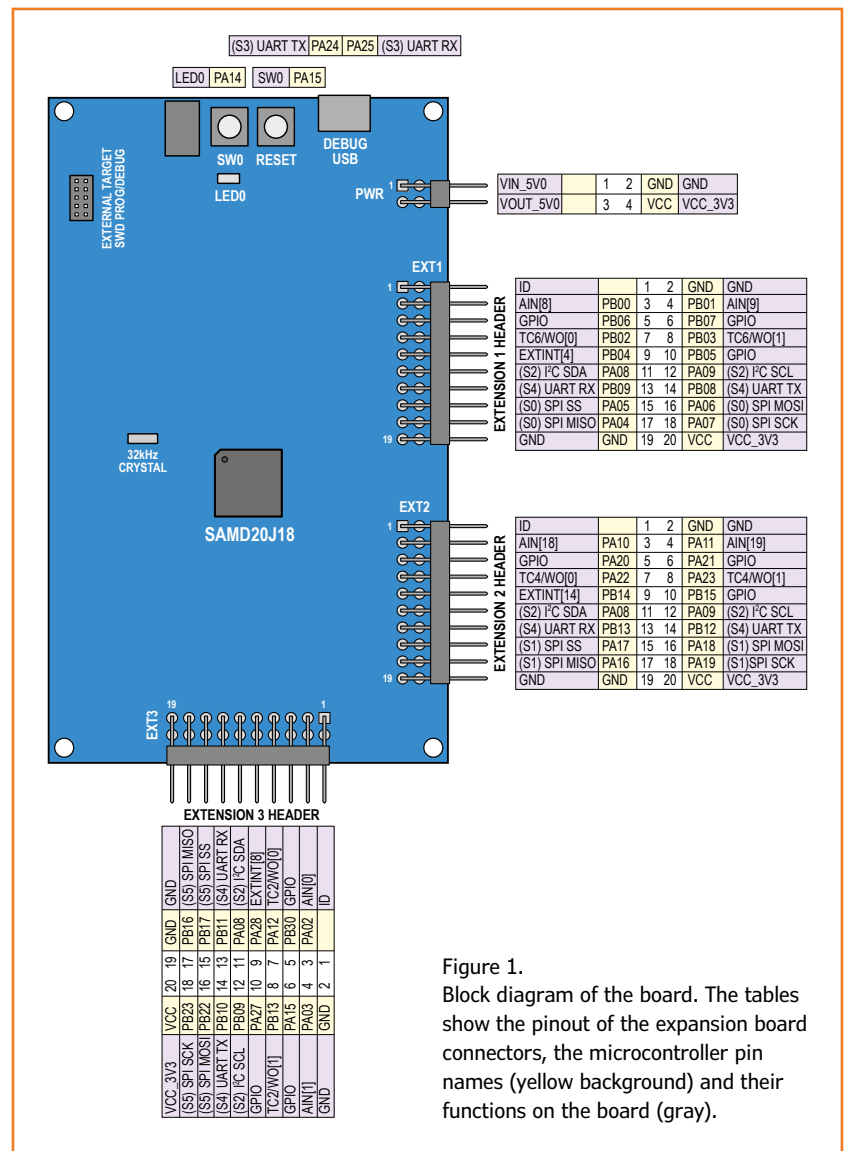 (S3) UART TX PA24 PA25 (S3) UART RX
LED0 PA14 SW0 PA15
SW0 RESET
DEBUG
USB
LED0
EXTERNAL TARGET
SWD PROG/DEBUG
PWR 1
VIN_5V0 1 2 GND GND
VOUT_5V0 3 4 VCC VCC_3V3
EXT1
1
19
EXTENSION 1 HEADER
ID 1 2 GND GND
AIN[8] PB00 3 4 PB01 AIN[9]
GPIO PB06 5 6 PB07 GPIO
TC6/WO[0] PB02 7 8 PB03 TC6/WO[1]
EXTINT[4] PB04 9 10 PB05 GPIO
(S2) I²C SDA PA08 11 12 PA09 (S2) I²C SCL
(S4) UART RX PB09 13 14 PB08 (S4) UART TX
(S0) SPI SS PA05 15 16 PA06 (S0) SPI MOSI
(S0) SPI MISO PA04 17 18 PA07 (S0) SPI SCK
GND GND 19 20 VCC VCC_3V3
32kHz
CRYSTAL
SAMD20J18
EXT2
1
19
EXTENSION 2 HEADER
ID 1 2 GND GND
AIN[18] PA10 3 4 PA11 AIN[19]
GPIO PA20 5 6 PA21 GPIO
TC4/WO[0] PA22 7 8 PA23 TC4/WO[1]
EXTINT[14] PB14 9 10 PB15 GPIO
(S2) I²C SDA PA08 11 12 PA09 (S2) I²C SCL
(S4) UART RX PB13 13 14 PB12 (S4) UART TX
(S1) SPI SS PA17 15 16 PA18 (S1) SPI MOSI
(S1) SPI MISO PA16 17 18 PA19 (S1)SPI SCK
GND GND 19 20 VCC VCC_3V3
EXT3
19 1
EXTENSION 3 HEADER
VCC_3V3 VCC 20 19 GND GND
(S5) SPI SCK PB23 18 17 PB16 (S5) SPI MISO
(S5) SPI MOSI PB22 16 15 PB17 (S5) SPI SS
(S4) UART TX PB10 14 13 PB11 (S4) UART RX
(S2) I²C SCL PB09 12 11 PA08 (S2) I²C SDA
GPIO PA27 10 9 PA28 EXTINT[8]
TC2/WO[1] PB13 8 7 PA12 TC2/WO[0]
GPIO PA15 6 5 PB30 GPIO
AIN[1] PA03 4 3 PA02 AIN[0]
GND GND 2 1 ID
Figure 1.
Block diagram of the board. The tables
show the pinout of the expansion board
connectors, the microcontroller pin
names (yellow background) and their
functions on the board (gray).